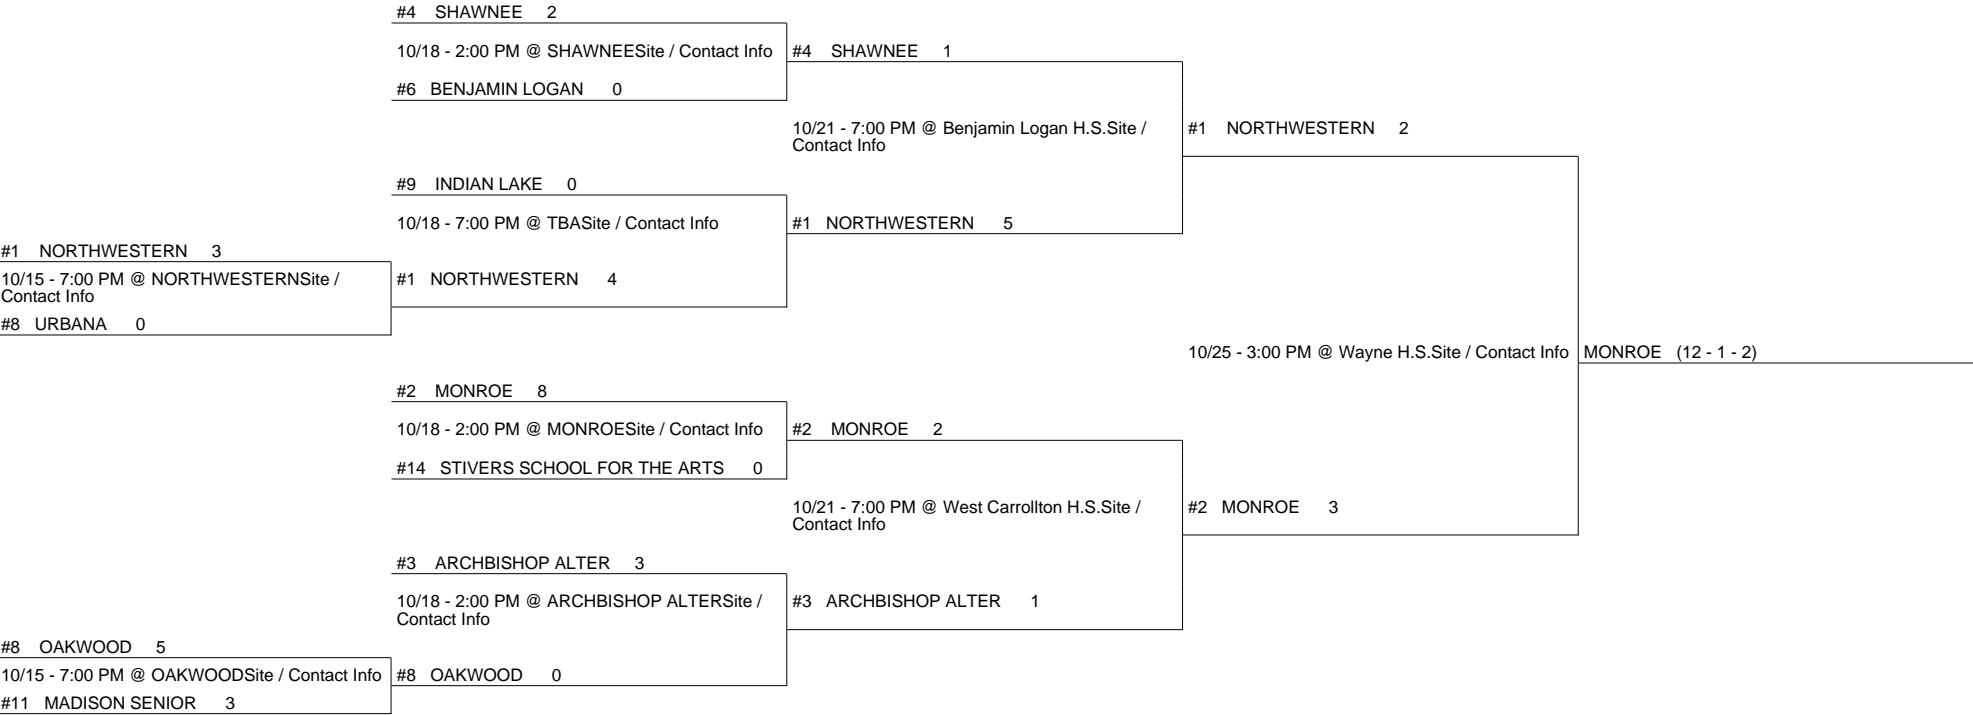 #4 SHAWNEE 2
10/18 - 2:00 PM @ SHAWNEESite / Contact Info
#6 BENJAMIN LOGAN 0
#4 SHAWNEE 1
10/21 - 7:00 PM @ Benjamin Logan H.S.Site /
Contact Info
#1 NORTHWESTERN 2
#9 INDIAN LAKE 0
10/18 - 7:00 PM @ TBASite / Contact Info
#1 NORTHWESTERN 5
#1 NORTHWESTERN 3
10/15 - 7:00 PM @ NORTHWESTERNSite /
Contact Info
#8 URBANA 0
#1 NORTHWESTERN 4
10/25 - 3:00 PM @ Wayne H.S.Site / Contact Info
MONROE (12 - 1 - 2)
#2 MONROE 8
10/18 - 2:00 PM @ MONROESite / Contact Info
#14 STIVERS SCHOOL FOR THE ARTS 0
#2 MONROE 2
10/21 - 7:00 PM @ West Carrollton H.S.Site /
Contact Info
#2 MONROE 3
#3 ARCHBISHOP ALTER 3
10/18 - 2:00 PM @ ARCHBISHOP ALTERSite /
Contact Info
#3 ARCHBISHOP ALTER 1
#8 OAKWOOD 5
10/15 - 7:00 PM @ OAKWOODSite / Contact Info
#11 MADISON SENIOR 3
#8 OAKWOOD 0